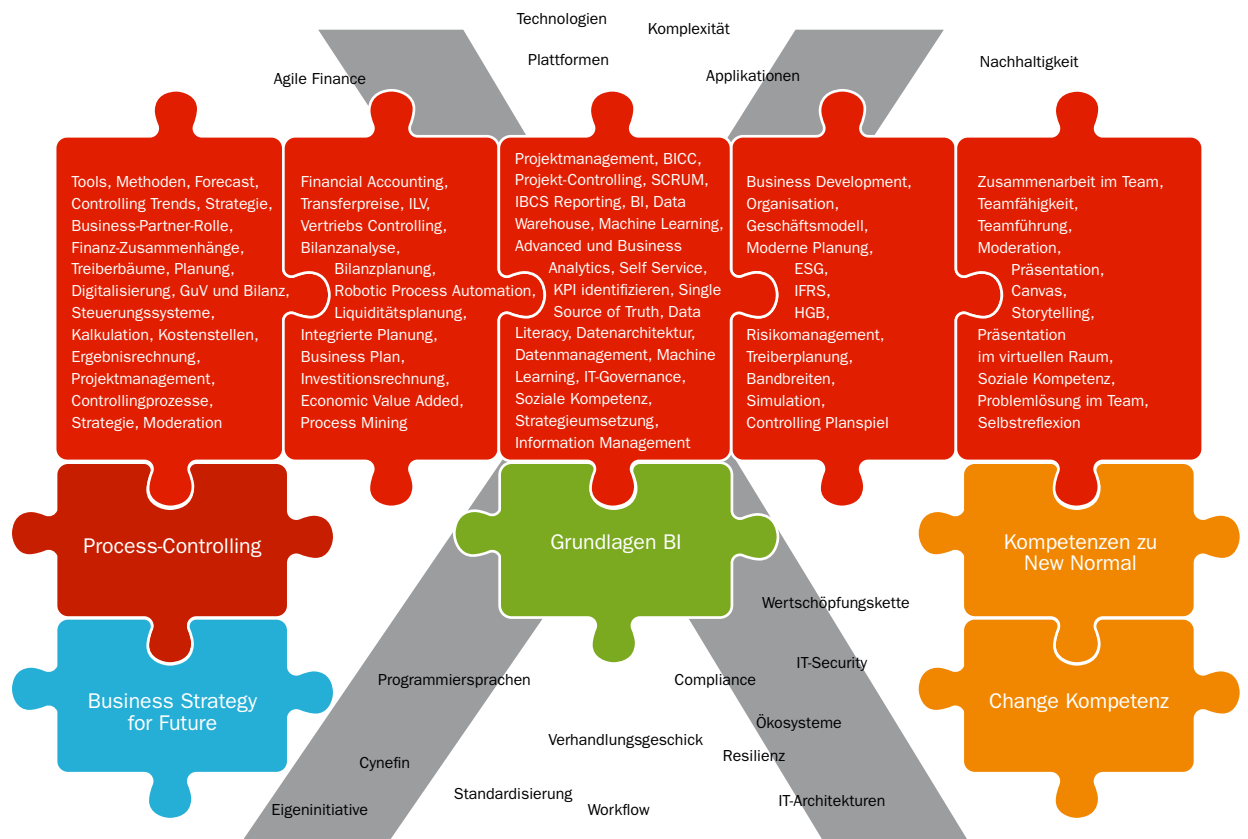 Technologien
Komplexität
Plattformen
Nachhaltigkeit
Agile Finance
Applikationen
Tools, Methoden, Forecast,
Controlling Trends, Strategie,
Business-Partner-Rolle,
Finanz-Zusammenhänge,
Treiberbäume, Planung,
Digitalisierung, GuV und Bilanz,
Steuerungssysteme,
Kalkulation, Kostenstellen,
Ergebnisrechnung,
Projektmanagement,
Controllingprozesse,
Strategie, Moderation
Financial Accounting,
Transferpreise, ILV,
Vertriebs Controlling,
Bilanzanalyse,
Bilanzplanung,
Robotic Process Automation,
Liquiditätsplanung,
Integrierte Planung,
Business Plan,
Investitionsrechnung,
Economic Value Added,
Process Mining
Projektmanagement, BICC,
Projekt-Controlling, SCRUM,
IBCS Reporting, BI, Data
Warehouse, Machine Learning,
Advanced und Business
Analytics, Self Service,
KPI identifizieren, Single
Source of Truth, Data
Literacy, Datenarchitektur,
Datenmanagement, Machine
Learning, IT-Governance,
Soziale Kompetenz,
Strategieumsetzung,
Information Management
Business Development,
Organisation,
Geschäftsmodell,
Moderne Planung,
ESG,
IFRS,
HGB,
Risikomanagement,
Treiberplanung,
Bandbreiten,
Simulation,
Controlling Planspiel
Zusammenarbeit im Team,
Teamfähigkeit,
Teamführung,
Moderation,
Präsentation,
Canvas,
Storytelling,
Präsentation
im virtuellen Raum,
Soziale Kompetenz,
Problemlösung im Team,
Selbstreflexion
Process-Controlling
Grundlagen BI
Kompetenzen zu
New Normal
Business Strategy
for Future
Change Kompetenz
Wertschöpfungskette
IT-Security
Programmiersprachen
Compliance
Ökosysteme
Verhandlungsgeschick
Resilienz
Cynefin
Standardisierung
IT-Architekturen
Eigeninitiative
Workflow